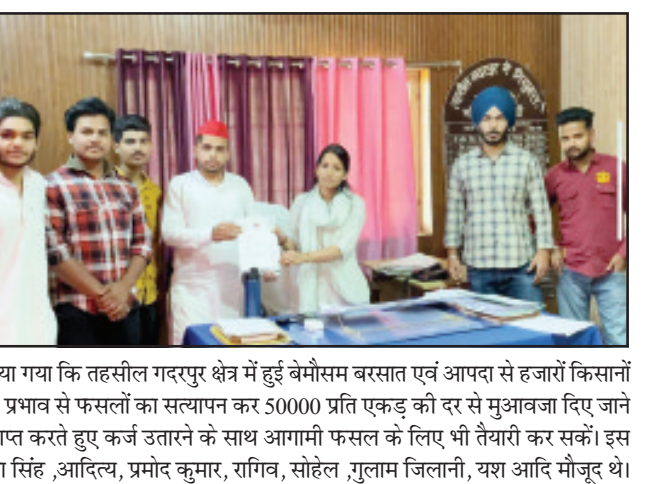 या गया कि तहसील गदरपुर क्षेत्र में हुई बेमौसम बरसात एवं आपदा से हजारों किसानों
प्रभाव से फसलों का सत्यापन कर 50000 प्रति एकड़ की दर से मुआवजा दिए जाने
प्त करते हुए कर्ज उतारने के साथ आगामी फसल के लिए भी तैयारी कर सकें। इस
सिंह ,आदित्य, प्रमोद कुमार, रागिव, सोहेल ,गुलाम जिलानी, यश आदि मौजूद थे।